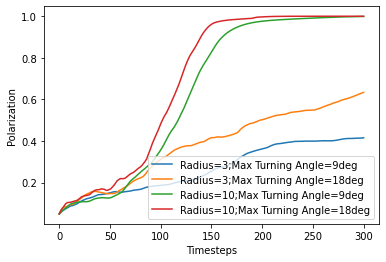 1.0
0.8
0.6
0.4
0.2
Polarization
Radius=3;Max Turning Angle=9deg
Radius=3;Max Turning Angle=18deg
Radius=10;Max Turning Angle=9deg
Radius=10;Max Turning Angle=18deg
0 50 100 150 200 250 300
Timesteps